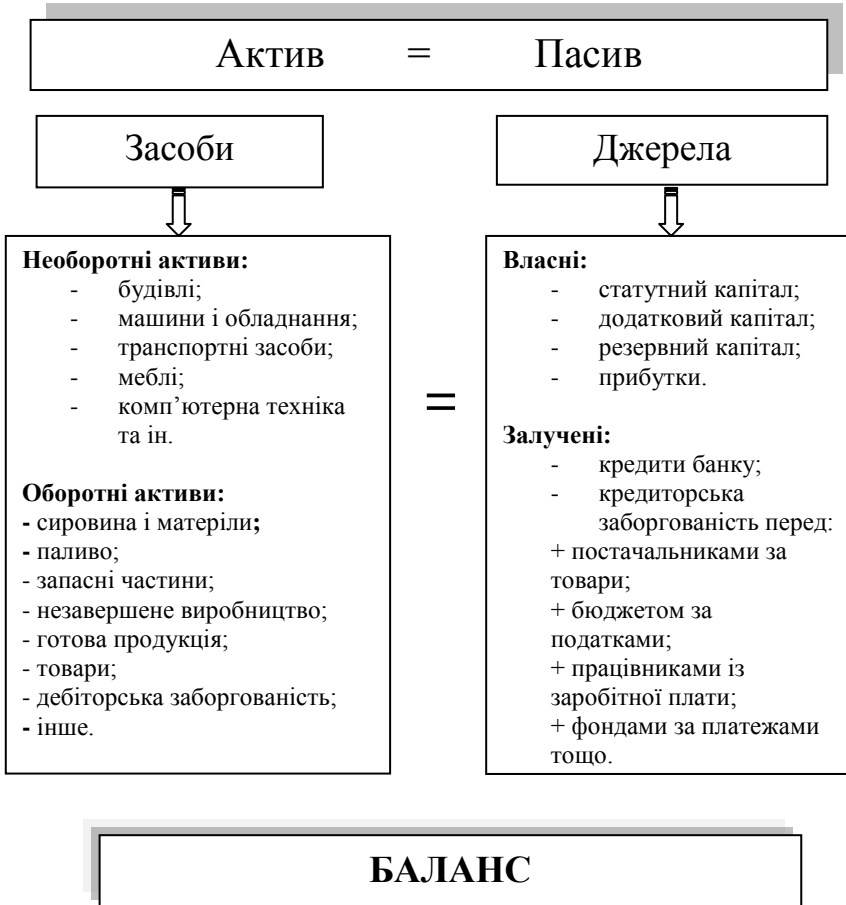 Актив = Пасив
Засоби
Необоротні активи:
- будівлі;
- машини і обладнання;
- транспортні засоби;
- меблі;
- комп’ютерна техніка
та ін.
Оборотні активи:
- сировина і матеріли;
- паливо;
- запасні частини;
- незавершене виробництво;
- готова продукція;
- товари;
- дебіторська заборгованість;
- інше.
=
Джерела
Власні:
- статутний капітал;
- додатковий капітал;
- резервний капітал;
- прибутки.
Залучені:
- кредити банку;
- кредиторська
заборгованість перед:
+ постачальниками за
товари;
+ бюджетом за
податками;
+ працівниками із
заробітної плати;
+ фондами за платежами
тощо.
БАЛАНС